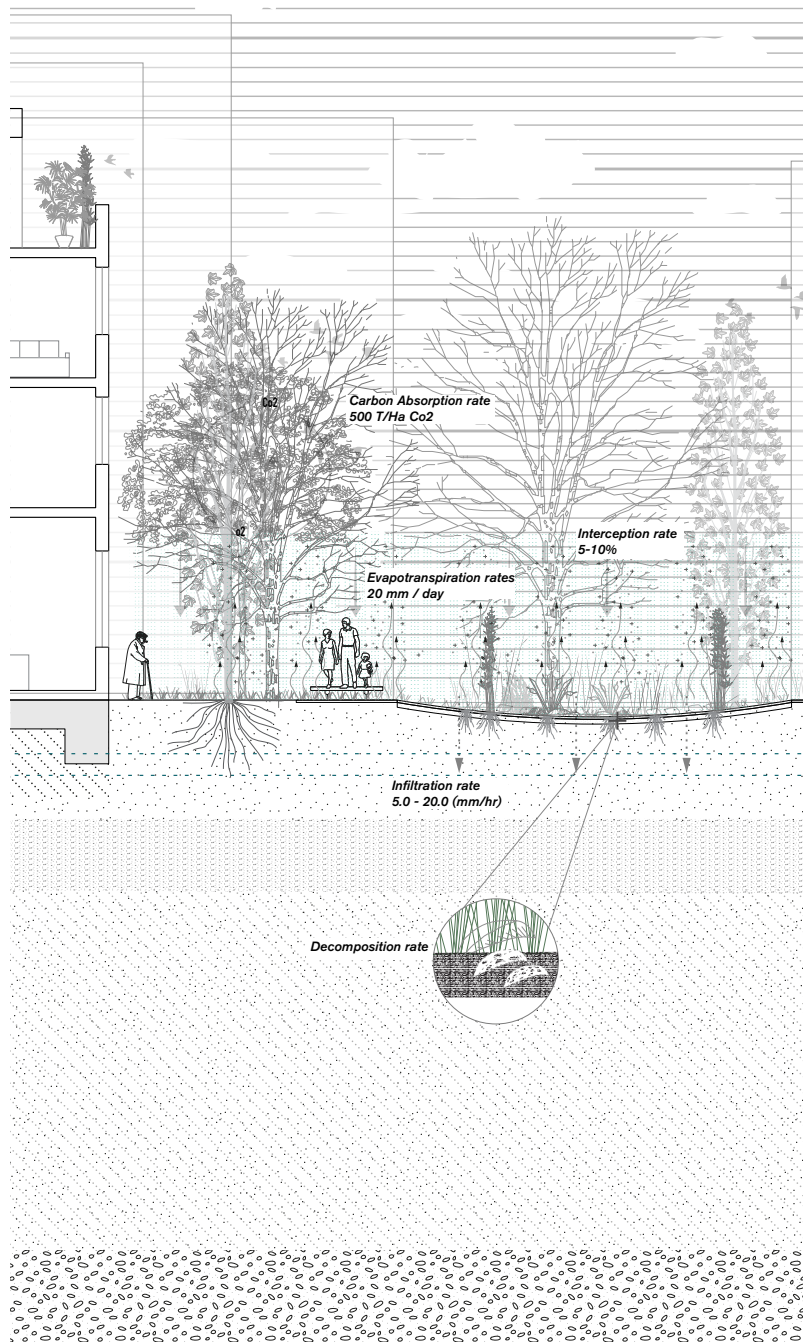 Co2
Carbon Absorption rate
500 T/Ha Co2
o2
Interception rate
5-10%
Evapotranspiration rates
20 mm / day
Infiltration rate
5.0 - 20.0 (mm/hr)
Decomposition rate